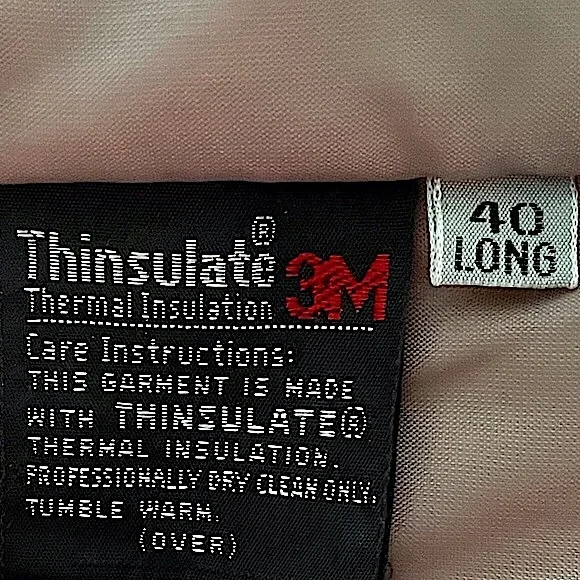 Thinsulate®
3M
Thermal Insulation
Care Instructions:
THIS GARMENT IS MADE
WITH THINSULATE®
THERMAL INSULATION.
PROFESSIONALLY DRY CLEAN ONLY.
TUMBLE WARM.
(OVER)
40
LONG